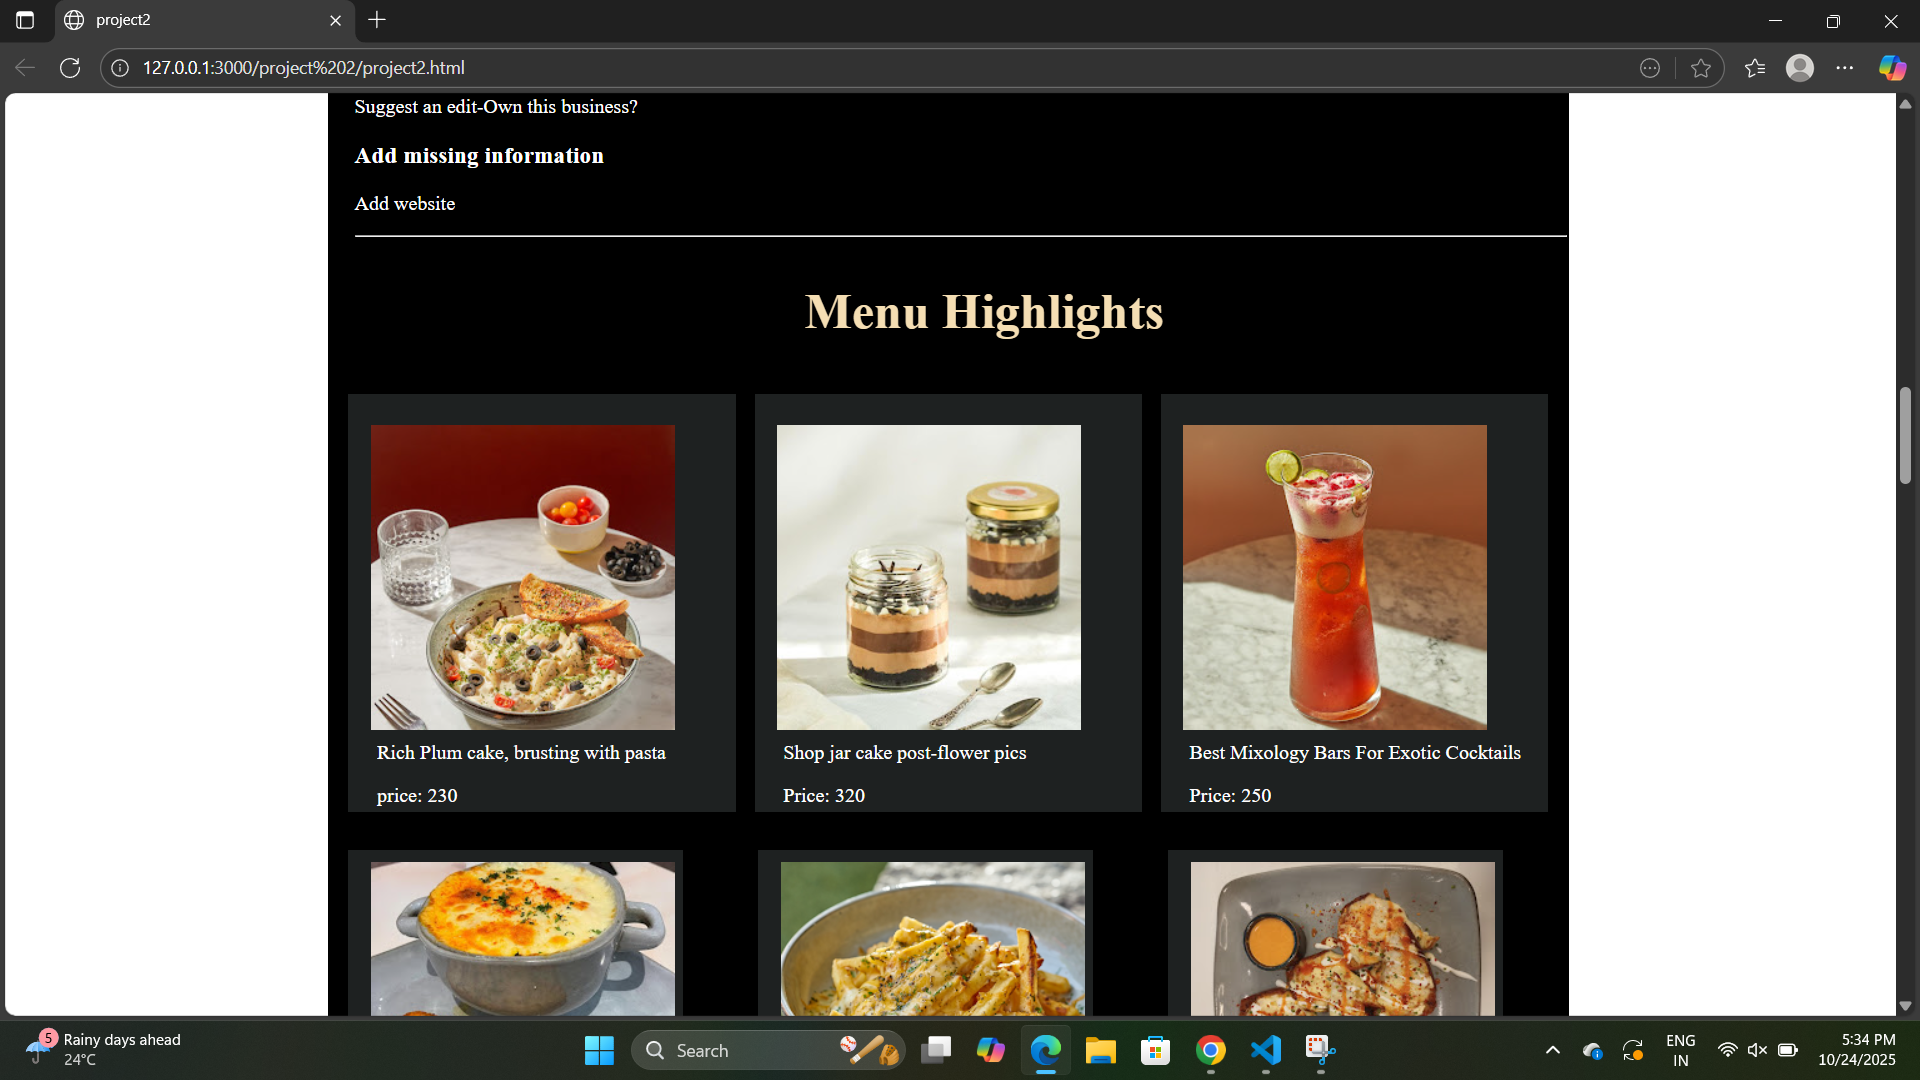 project2
127.0.0.1:3000/project%202/project2.html
Suggest an edit-Own this business?
Add missing information
Add website
Menu Highlights
Rich Plum cake, brusting with pasta
price: 230
Shop jar cake post-flower pics
Price: 320
Best Mixology Bars For Exotic Cocktails
Price: 250
5
Rainy days ahead
24°C
Search
ENG
IN
5:34 PM
10/24/2025